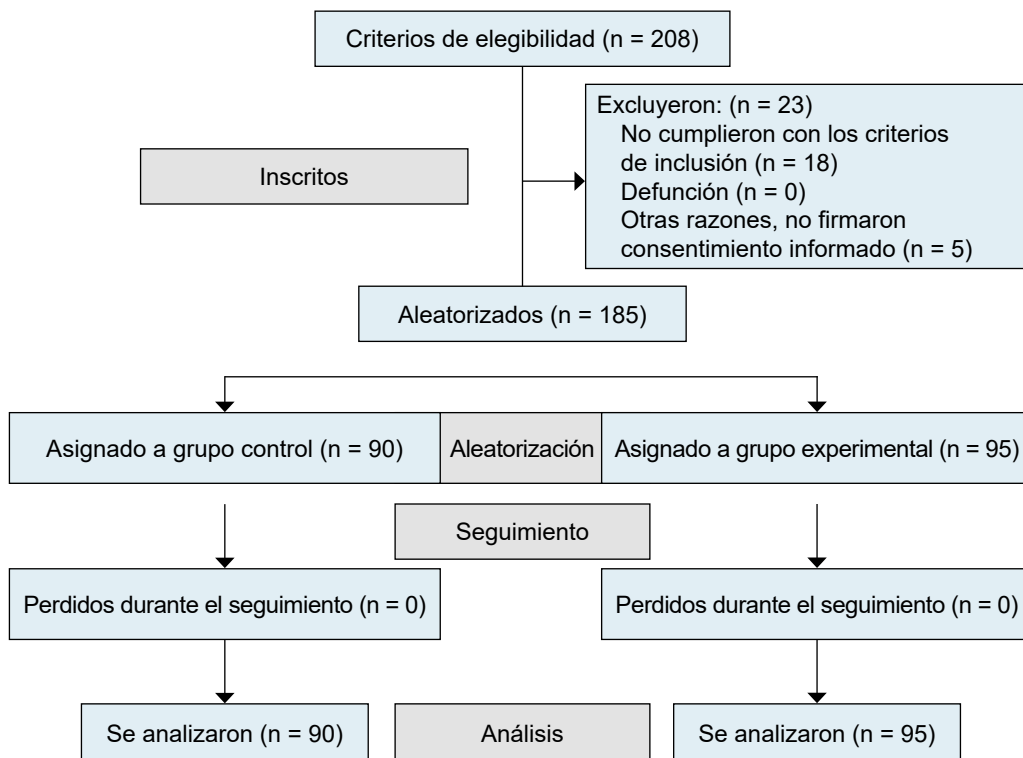 Criterios de elegibilidad (n = 208)
Excluyeron: (n = 23)
No cumplieron con los criterios
de inclusión (n = 18)
Defunción (n = 0)
Otras razones, no firmaron
consentimiento informado (n = 5)
Inscritos
Aleatorizados (n = 185)
Asignado a grupo control (n = 90)
Aleatorización
Asignado a grupo experimental (n = 95)
Seguimiento
Perdidos durante el seguimiento (n = 0)
Perdidos durante el seguimiento (n = 0)
Se analizaron (n = 90)
Análisis
Se analizaron (n = 95)